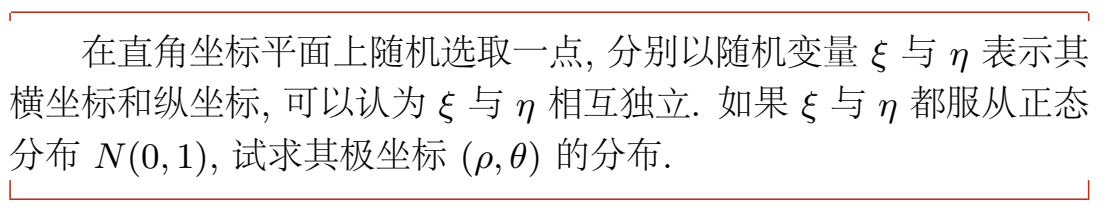 在直角坐标平面上随机选取一点, 分别以随机变量 ξ 与 η 表示其
横坐标和纵坐标, 可以认为 ξ 与 η 相互独立. 如果 ξ 与 η 都服从正态
分布 N(0, 1), 试求其极坐标 (ρ, θ) 的分布.